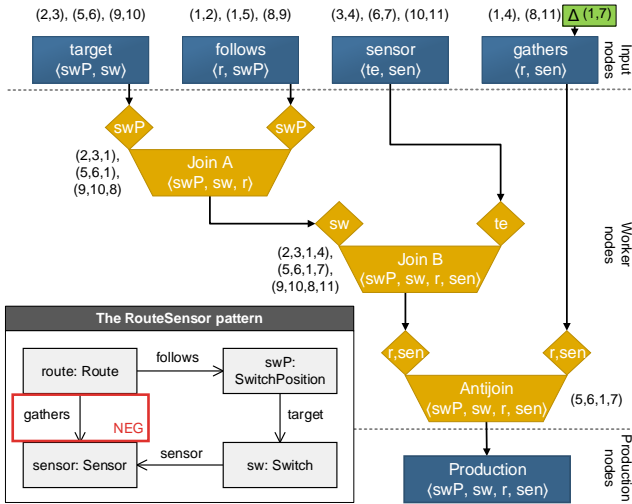 (2,3), (5,6), (9,10)
(1,2), (1,5), (8,9)
(3,4), (6,7), (10,11)
(1,4), (8,11)
Δ (1,7)
target
⟨swP, sw⟩
follows
⟨r, swP⟩
sensor
⟨te, sen⟩
gathers
⟨r, sen⟩
Input
nodes
swP
swP
(2,3,1),
(5,6,1),
(9,10,8)
Join A
⟨swP, sw, r⟩
sw
te
Worker
nodes
(2,3,1,4),
(5,6,1,7),
(9,10,8,11)
Join B
⟨swP, sw, r, sen⟩
The RouteSensor pattern
route: Route
follows
swP:
SwitchPosition
gathers
NEG
target
sensor: Sensor
sensor
sw: Switch
r,sen
r,sen
Antijoin
⟨swP, sw, r, sen⟩
(5,6,1,7)
Production
nodes
Production
⟨swP, sw, r, sen⟩